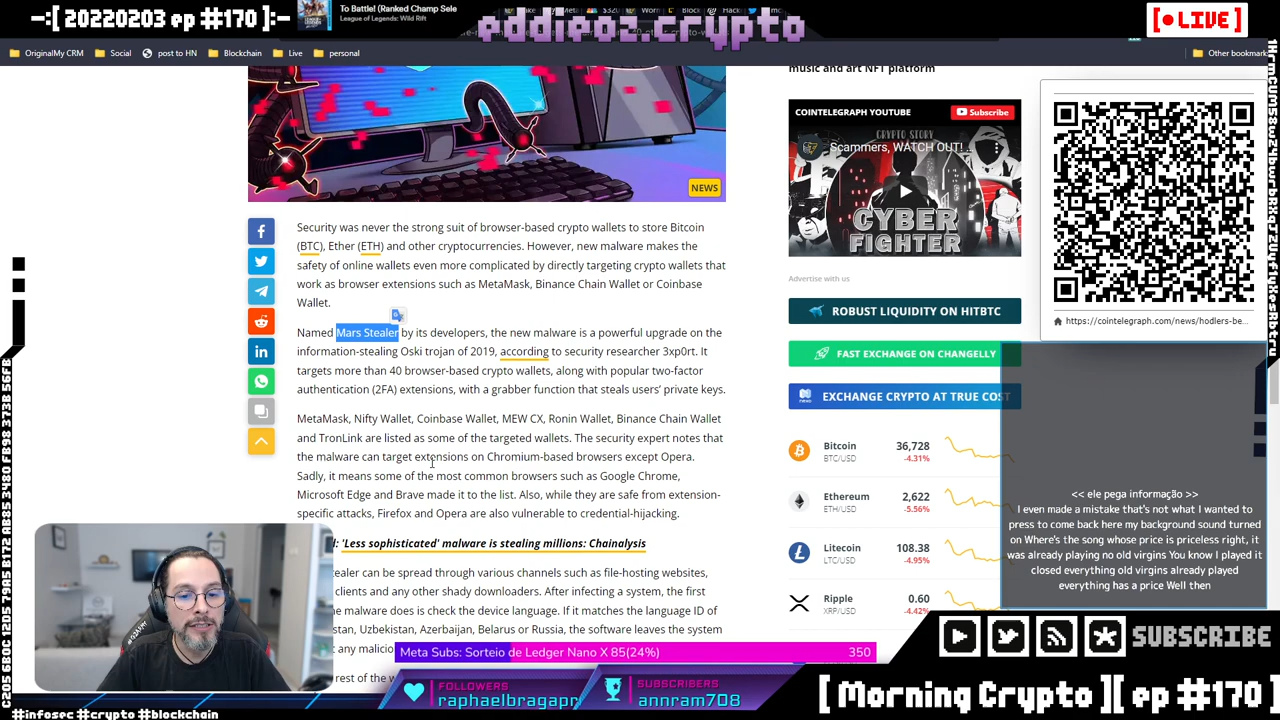 -:[ 20220203 ep #170 ]:-
To Battle! (Ranked Champ Sele
League of Legends: Wild Rift
eddieoz.crypto
[● LIVE]
OriginalMy CRM
Social
post to HN
Blockchain
Live
personal
Other bookmark
music and art NFT platform
COINTELEGRAPH YOUTUBE
Subscribe
CRYPTO STORY
Scammers, WATCH OUT! ...
CYBER
FIGHTER
NEWS
Advertise with us
Security was never the strong suit of browser-based crypto wallets to store Bitcoin
(BTC), Ether (ETH) and other cryptocurrencies. However, new malware makes the
safety of online wallets even more complicated by directly targeting crypto wallets that
work as browser extensions such as MetaMask, Binance Chain Wallet or Coinbase
Wallet.
Named Mars Stealer by its developers, the new malware is a powerful upgrade on the
information-stealing Oski trojan of 2019, according to security researcher 3xp0rt. It
targets more than 40 browser-based crypto wallets, along with popular two-factor
authentication (2FA) extensions, with a grabber function that steals users' private keys.
MetaMask, Nifty Wallet, Coinbase Wallet, MEW CX, Ronin Wallet, Binance Chain Wallet
and TronLink are listed as some of the targeted wallets. The security expert notes that
the malware can target extensions on Chromium-based browsers except Opera.
Sadly, it means some of the most common browsers such as Google Chrome,
Microsoft Edge and Brave made it to the list. Also, while they are safe from extension-
specific attacks, Firefox and Opera are also vulnerable to credential-hijacking.
'Less sophisticated' malware is stealing millions: Chainalysis
tealer can be spread through various channels such as file-hosting websites,
clients and any other shady downloaders. After infecting a system, the first
he malware does is check the device language. If it matches the language ID of
stan, Uzbekistan, Azerbaijan, Belarus or Russia, the software leaves the system
t any malicio
rest of the w
ROBUST LIQUIDITY ON HITBTC
FAST EXCHANGE ON CHANGELLY
EXCHANGE CRYPTO AT TRUE COST
Bitcoin
BTC/USD
36,728
-4.31%
Ethereum
ETH/USD
2,622
-5.56%
Litecoin
LTC/USD
108.38
-4.95%
Ripple
XRP/USD
0.60
-4.42%
https://cointelegraph.com/news/hodlers-be...
<< ele pega informação >>
I even made a mistake that's not what I wanted to
press to come back here my background sound turned
on Where's the song whose price is priceless right, it
was already playing no old virgins You know I played it
closed everything old virgins already played
everything has a price Well then
Meta Subs: Sorteio de Ledger Nano X 85(24%)
350
FOLLOWERS
raphaelbragapr
SUBSCRIBERS
annram708
SUBSCRIBE
[ Morning Crypto ][ ep #170 ]
#infosec #crypto #blockchain